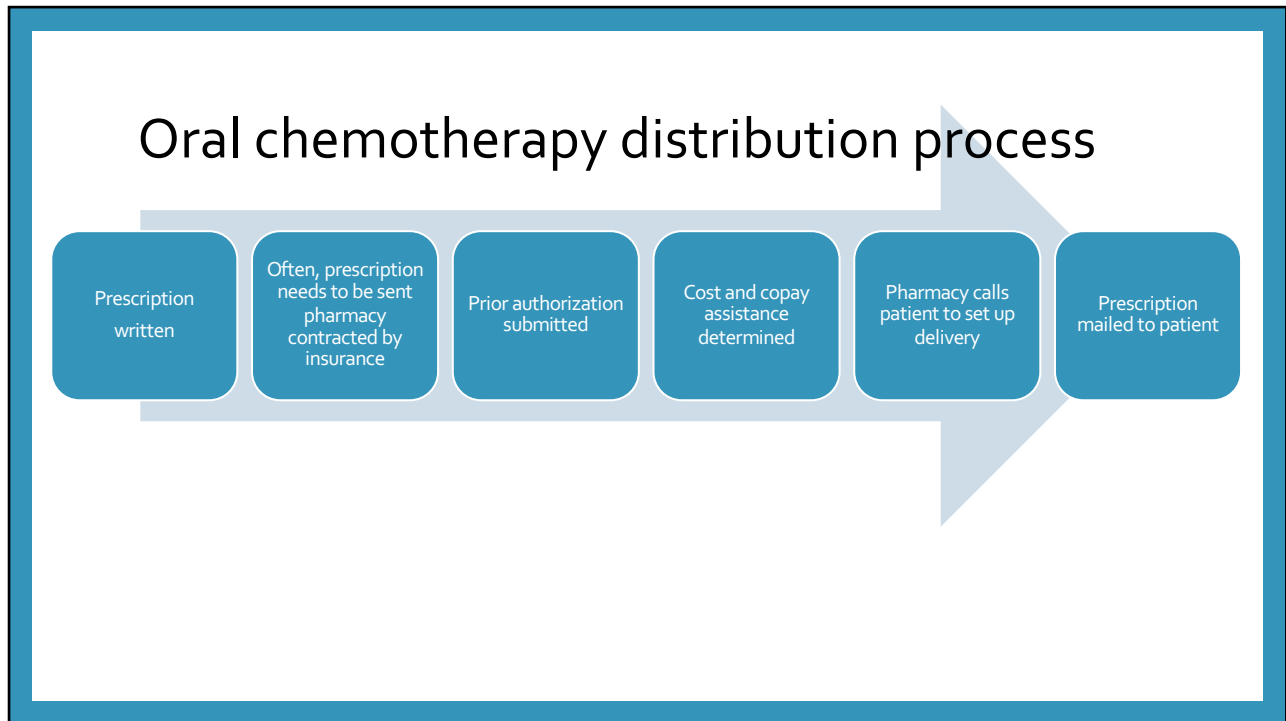 Oral chemotherapy distribution process
Prescription
written
Often, prescription
needs to be sent
pharmacy
contracted by
insurance
Prior authorization
submitted
Cost and copay
assistance
determined
Pharmacy calls
patient to set up
delivery
Prescription
mailed to patient